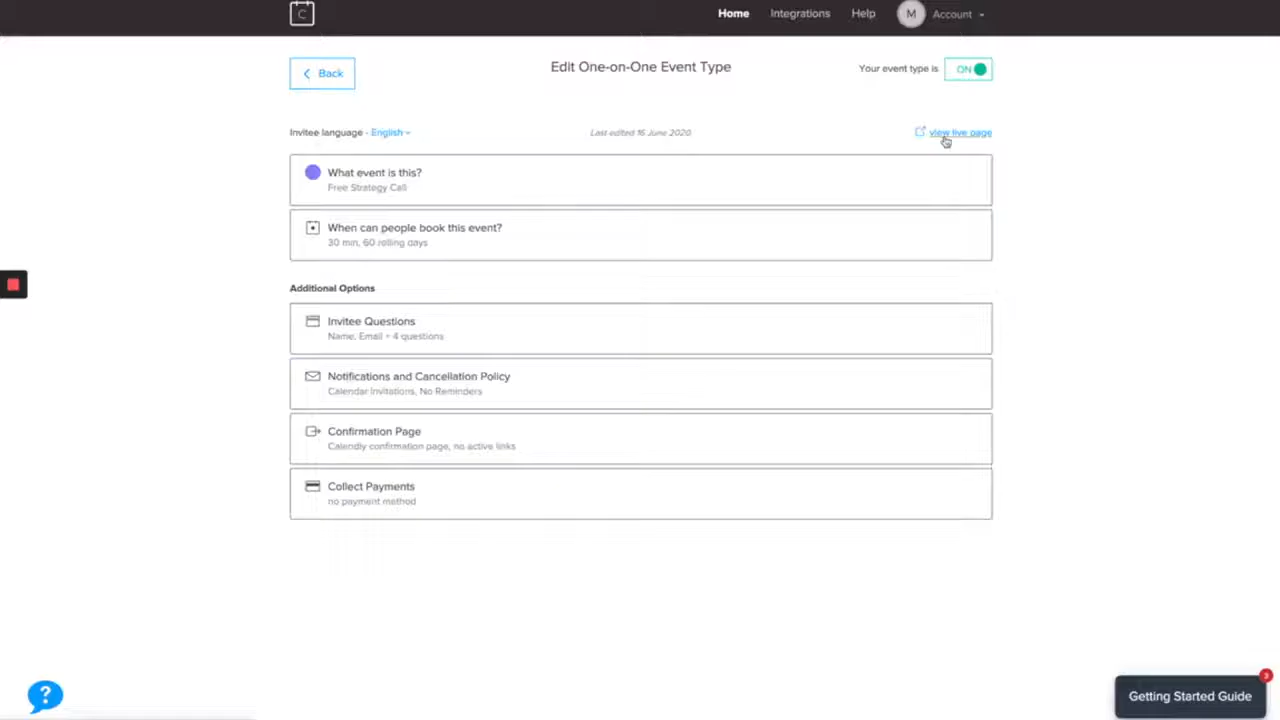 C
Home
Integrations
Help
M
Account
Back
Edit One-on-One Event Type
Your event type is
ON
Invitee language - English
Last edited 16 June 2020
view live page
What event is this?
Free Strategy Call
When can people book this event?
30 min, 60 rolling days
Additional Options
Invitee Questions
Name, Email + 4 questions
Notifications and Cancellation Policy
Calendar Invitations, No Reminders
Confirmation Page
Calendly confirmation page, no active links
Collect Payments
no payment method
?
3
Getting Started Guide